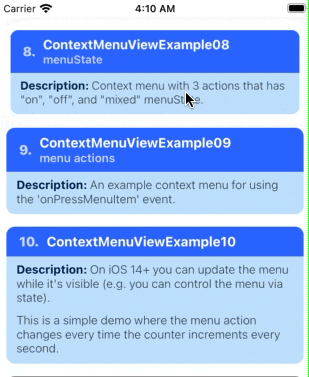 Carrier 4:10 AM
8. ContextMenuViewExample08
menuState
Description: Context menu with 3 actions that has
"on", "off", and "mixed" menuState.
9. ContextMenuViewExample09
menu actions
Description: An example context menu for using
the 'onPressMenuItem' event.
10. ContextMenuViewExample10
Description: On iOS 14+ you can update the menu
while it's visible (e.g. you can control the menu via
state).
This is a simple demo where the menu action
changes every time the counter increments every
second.